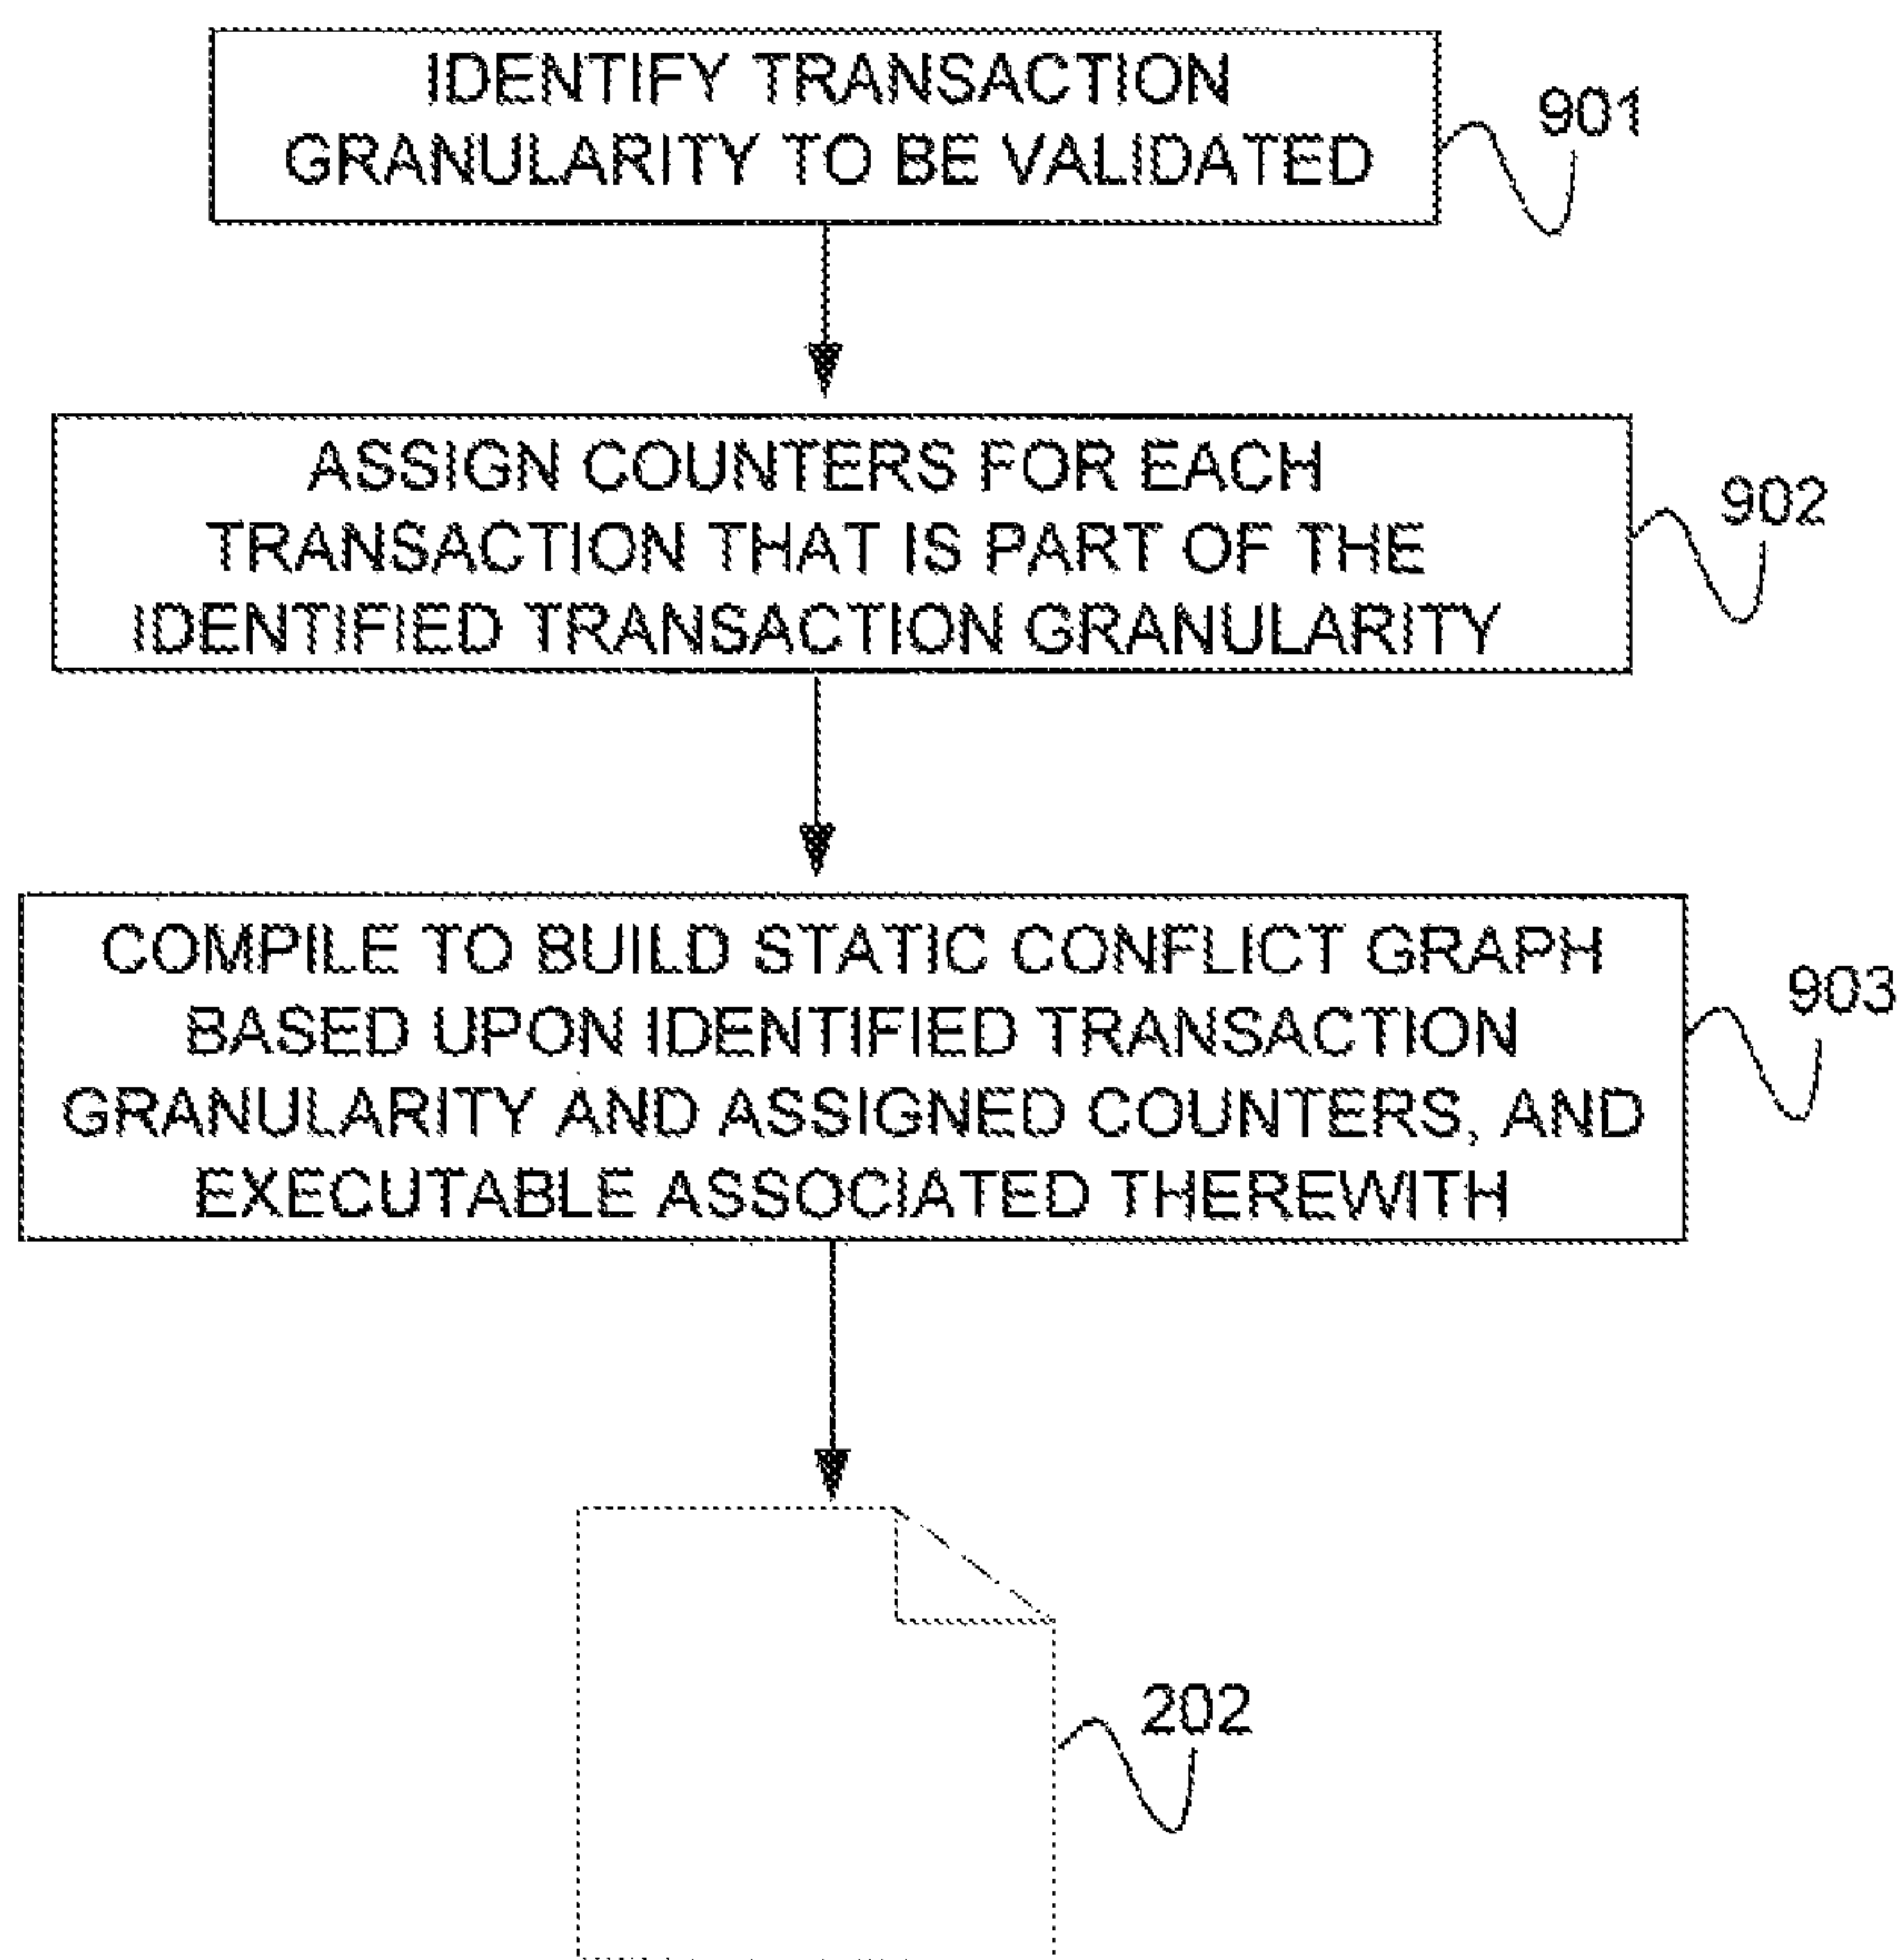 IDENTIFY TRANSACTION
GRANULARITY TO BE VALIDATED
901
ASSIGN COUNTERS FOR EACH
TRANSACTION THAT IS PART OF THE
IDENTIFIED TRANSACTION GRANULARITY
902
COMPILE TO BUILD STATIC CONFLICT GRAPH
BASED UPON IDENTIFIED TRANSACTION
GRANULARITY AND ASSIGNED COUNTERS, AND
EXECUTABLE ASSOCIATED THEREWITH
903
202